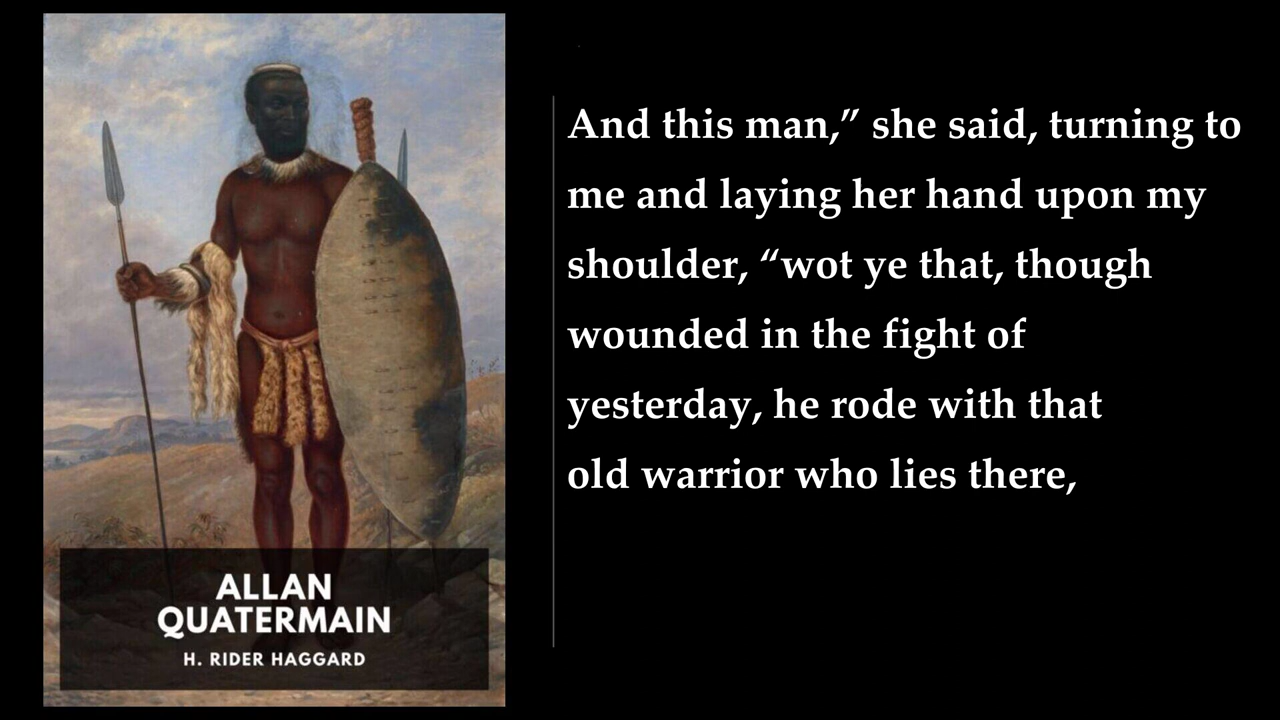 ALLAN
QUATERMAIN
H. RIDER HAGGARD
And this man,” she said, turning to
me and laying her hand upon my
shoulder, “wot ye that, though
wounded in the fight of
yesterday, he rode with that
old warrior who lies there,